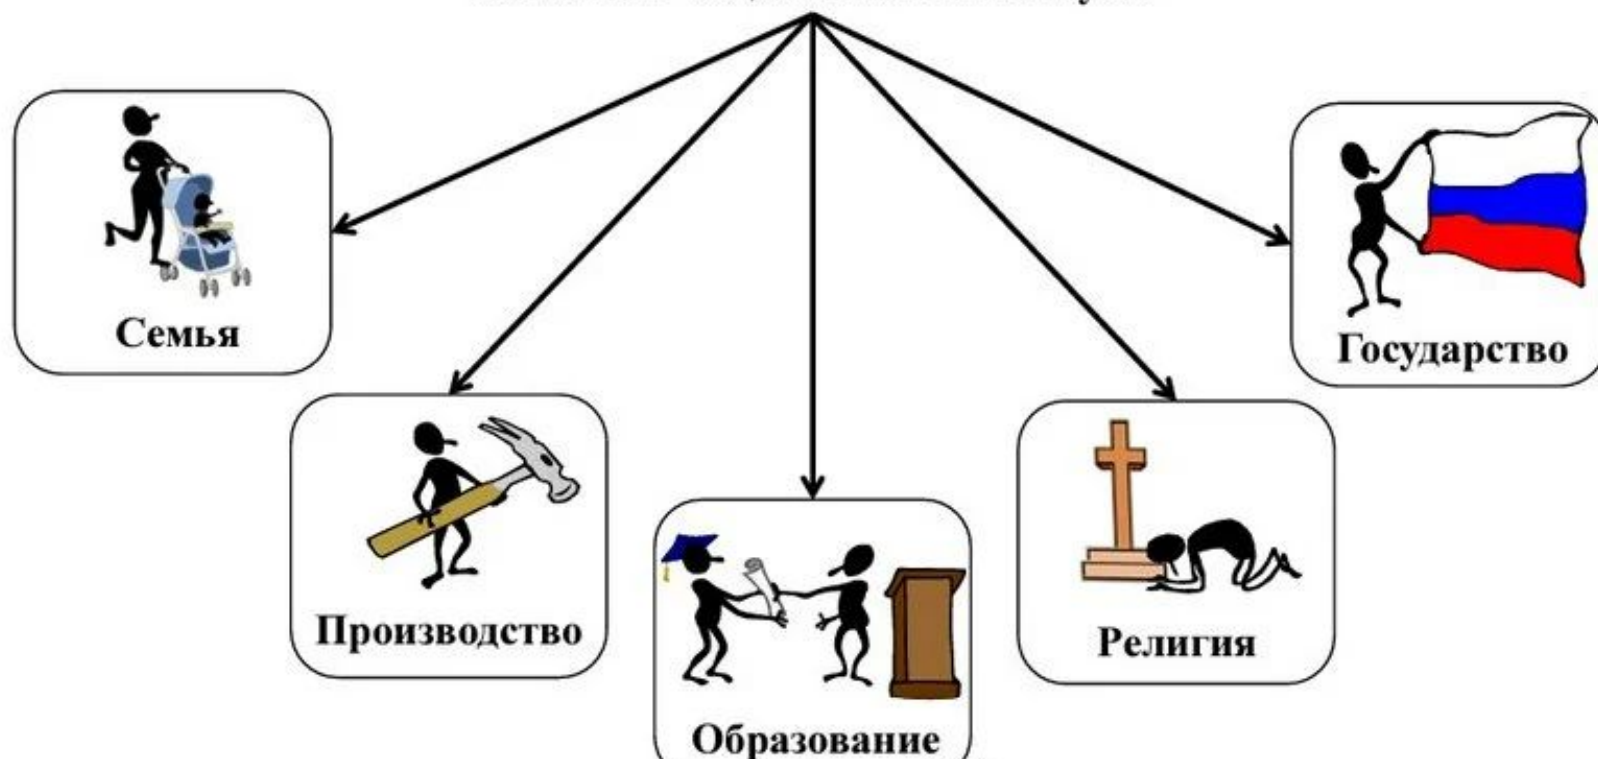 Семья
Государство
Производство
Религия
Образование